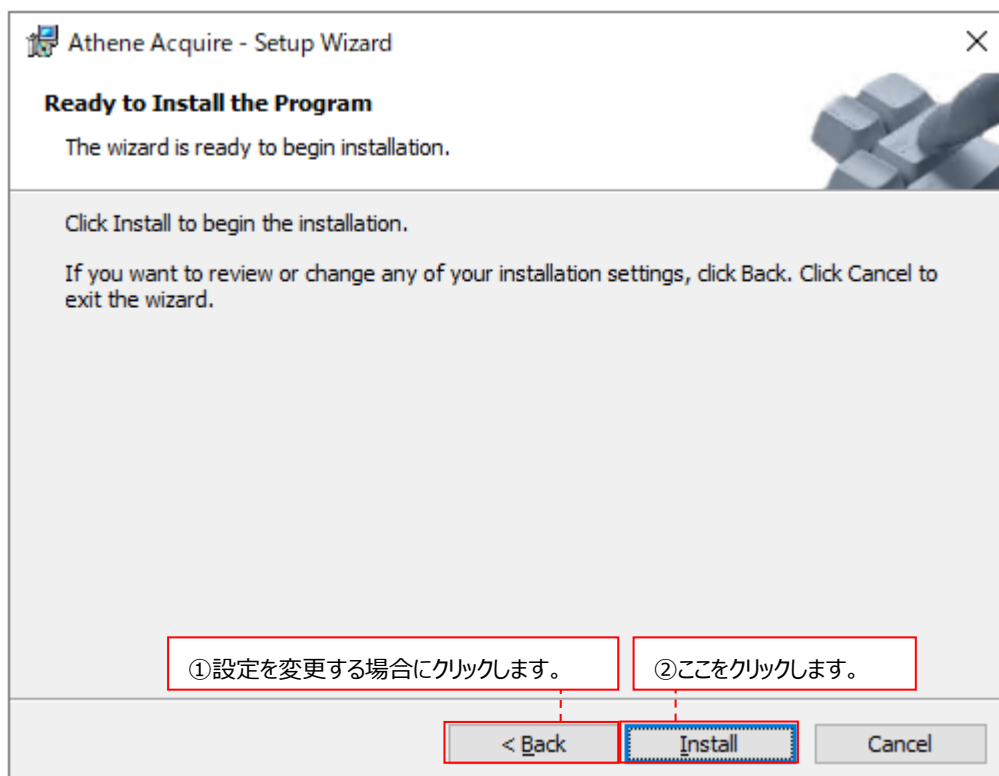 Athene Acquire - Setup Wizard
Ready to Install the Program
The wizard is ready to begin installation.
Click Install to begin the installation.
If you want to review or change any of your installation settings, click Back. Click Cancel to
exit the wizard.
①設定を変更する場合にクリックします。
②ここをクリックします。
< Back
Install
Cancel